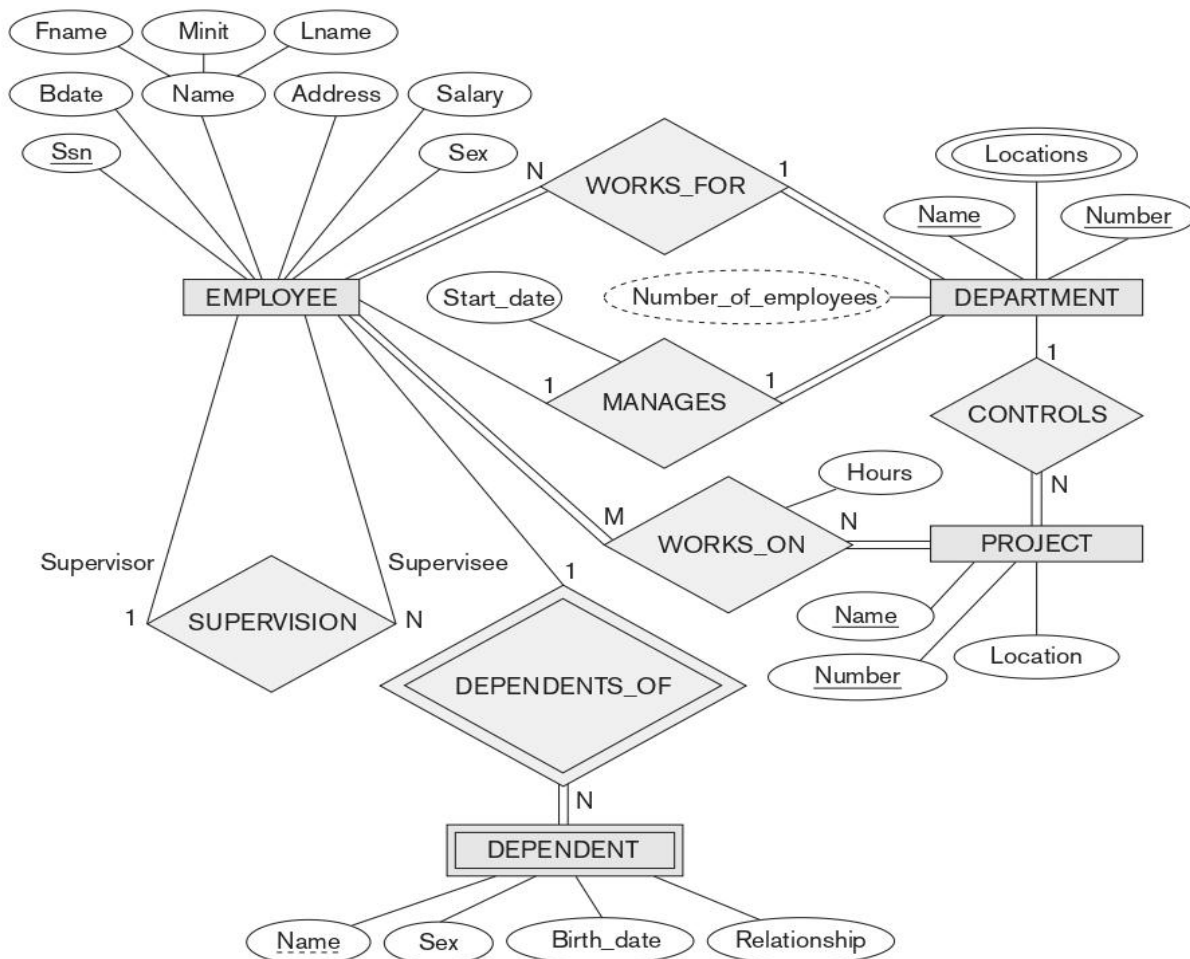 Fname
Minit
Lname
Bdate
Name
Address
Salary
Ssn
Sex
N
WORKS_FOR
1
Locations
Name
Number
EMPLOYEE
Start_date
Number_of_employees
DEPARTMENT
1
MANAGES
1
1
CONTROLS
N
Hours
M
WORKS_ON
N
PROJECT
Supervisor
Supervisee
1
SUPERVISION
N
1
Name
Number
Location
DEPENDENTS_OF
N
DEPENDENT
Name
Sex
Birth_date
Relationship